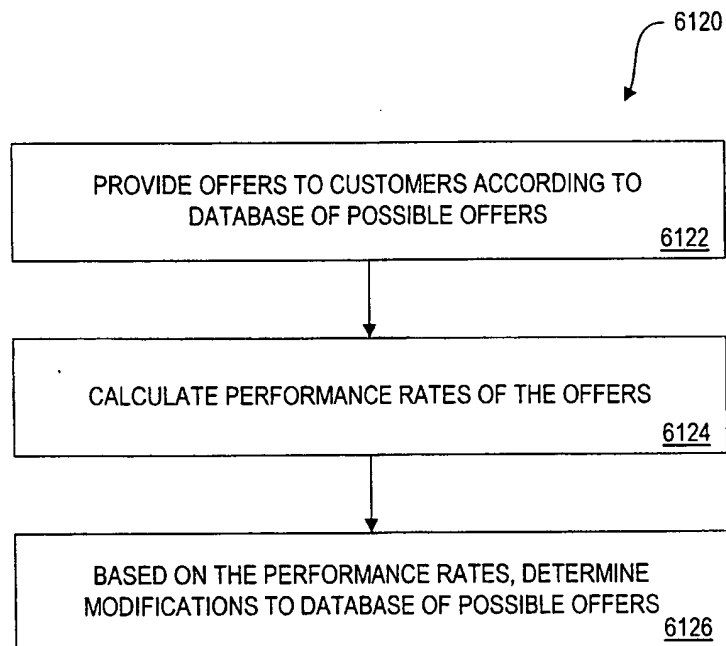 6120
PROVIDE OFFERS TO CUSTOMERS ACCORDING TO
DATABASE OF POSSIBLE OFFERS
6122
CALCULATE PERFORMANCE RATES OF THE OFFERS
6124
BASED ON THE PERFORMANCE RATES, DETERMINE
MODIFICATIONS TO DATABASE OF POSSIBLE OFFERS
6126